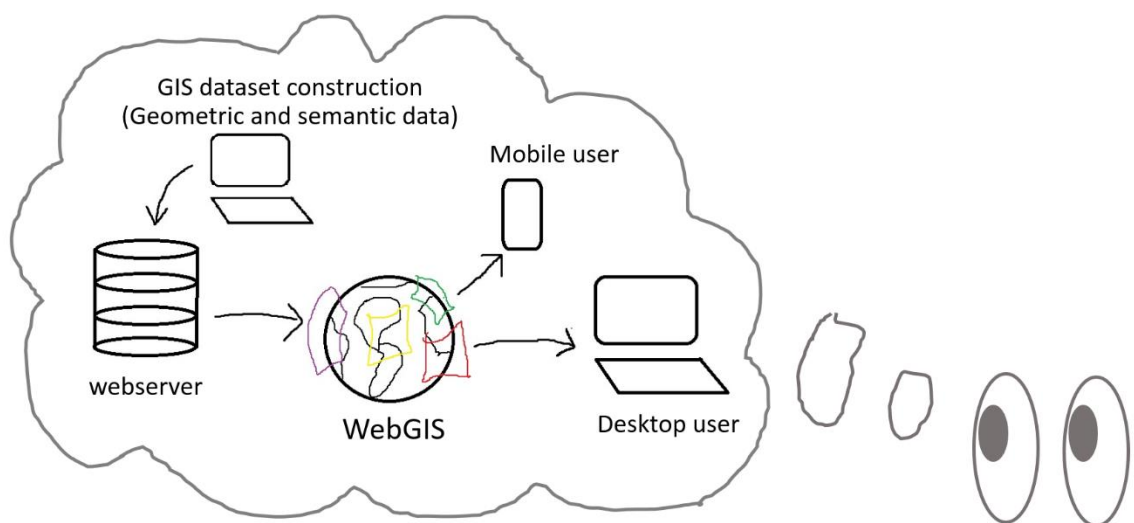 GIS dataset construction
(Geometric and semantic data)
Mobile user
webserver
WebGIS
Desktop user